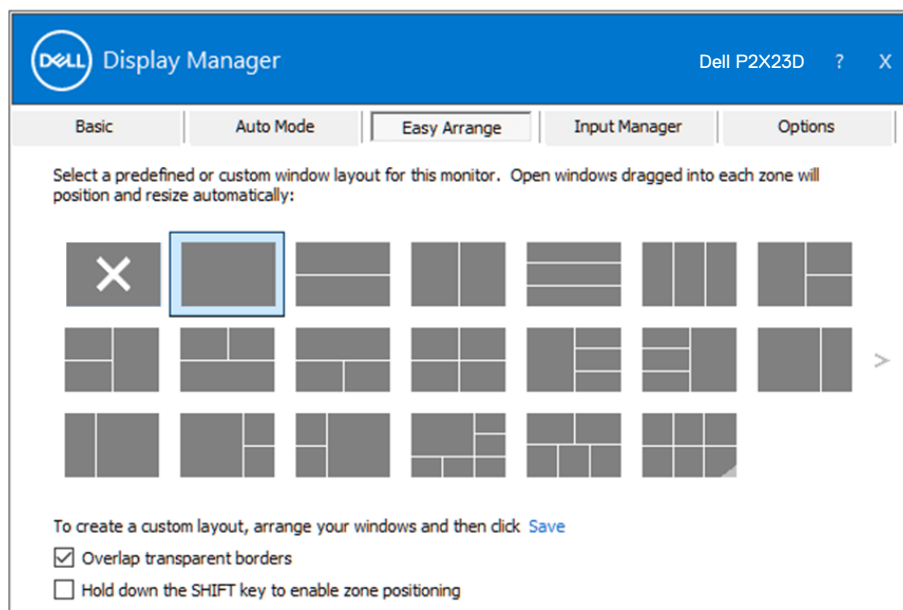 DELL Display Manager Dell P2X23D ? X
Basic Auto Mode Easy Arrange Input Manager Options
Select a predefined or custom window layout for this monitor. Open windows dragged into each zone will
position and resize automatically:
>
To create a custom layout, arrange your windows and then click Save
Overlap transparent borders
Hold down the SHIFT key to enable zone positioning